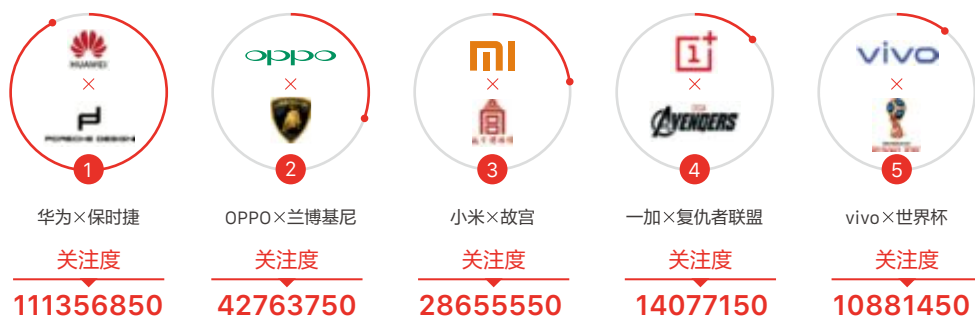 HUAWEI
×
PORSCHE DESIGN
1
华为×保时捷
关注度
111356850
oppo
×
2
OPPO×兰博基尼
关注度
42763750
mi
×
3
小米×故宫
关注度
28655550
1+
×
AVENGERS
4
一加×复仇者联盟
关注度
14077150
vivo
×
5
vivo×世界杯
关注度
10881450